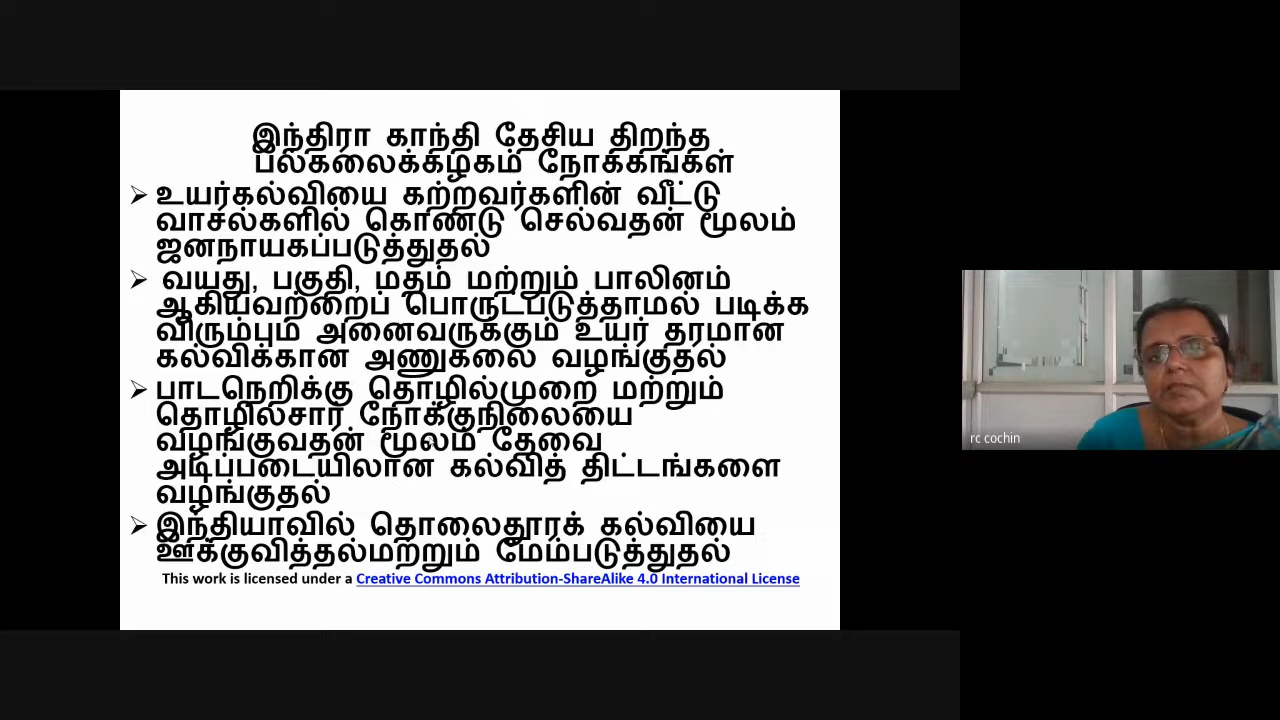 இந்திரா காந்தி தேசிய திறந்த
பல்கலைக்கழகம் நோக்கங்கள்
➢ உயர்கல்வியை கற்றவர்களின் வீட்டு
வாசல்களில் கொண்டு செல்வதன் மூலம்
ஜனநாயகப்படுத்துதல்
➢ வயது, பகுதி, மதம் மற்றும் பாலினம்
ஆகியவற்றைப் பொருட்படுத்தாமல் படிக்க
விரும்பும் அனைவருக்கும் உயர் தரமான
கல்விக்கான அணுகலை வழங்குதல்
➢ பாடநெறிக்கு தொழில்முறை மற்றும்
தொழில்சார் நோக்குநிலையை
வழங்குவதன் மூலம் தேவை
அடிப்படையிலான கல்வித் திட்டங்களை
வழங்குதல்
➢ இந்தியாவில் தொலைதூரக் கல்வியை
ஊக்குவித்தல்மற்றும் மேம்படுத்துதல்
This work is licensed under a Creative Commons Attribution-ShareAlike 4.0 International License
rc cochin